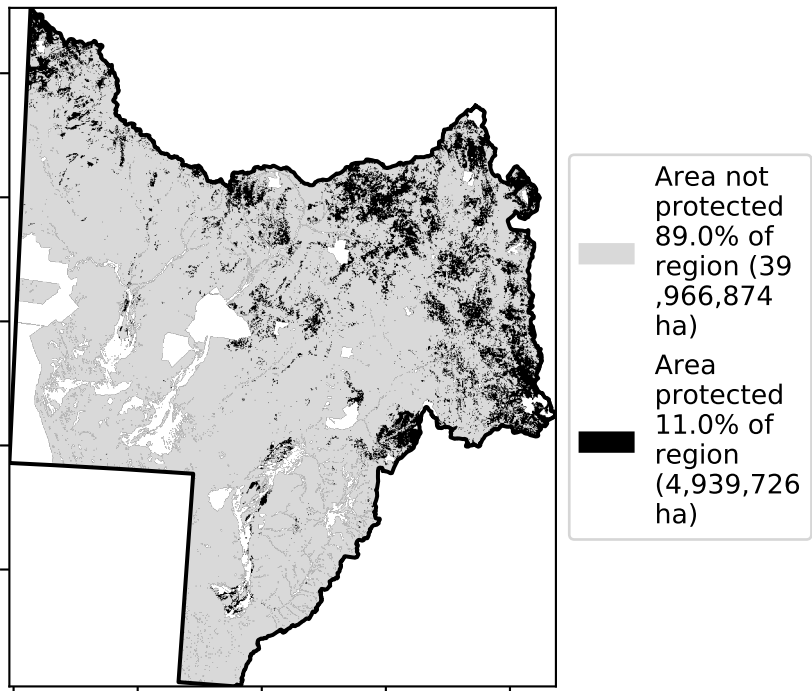 Area not
protected
89.0% of
region (39
,966,874
ha)
Area
protected
11.0% of
region
(4,939,726
ha)